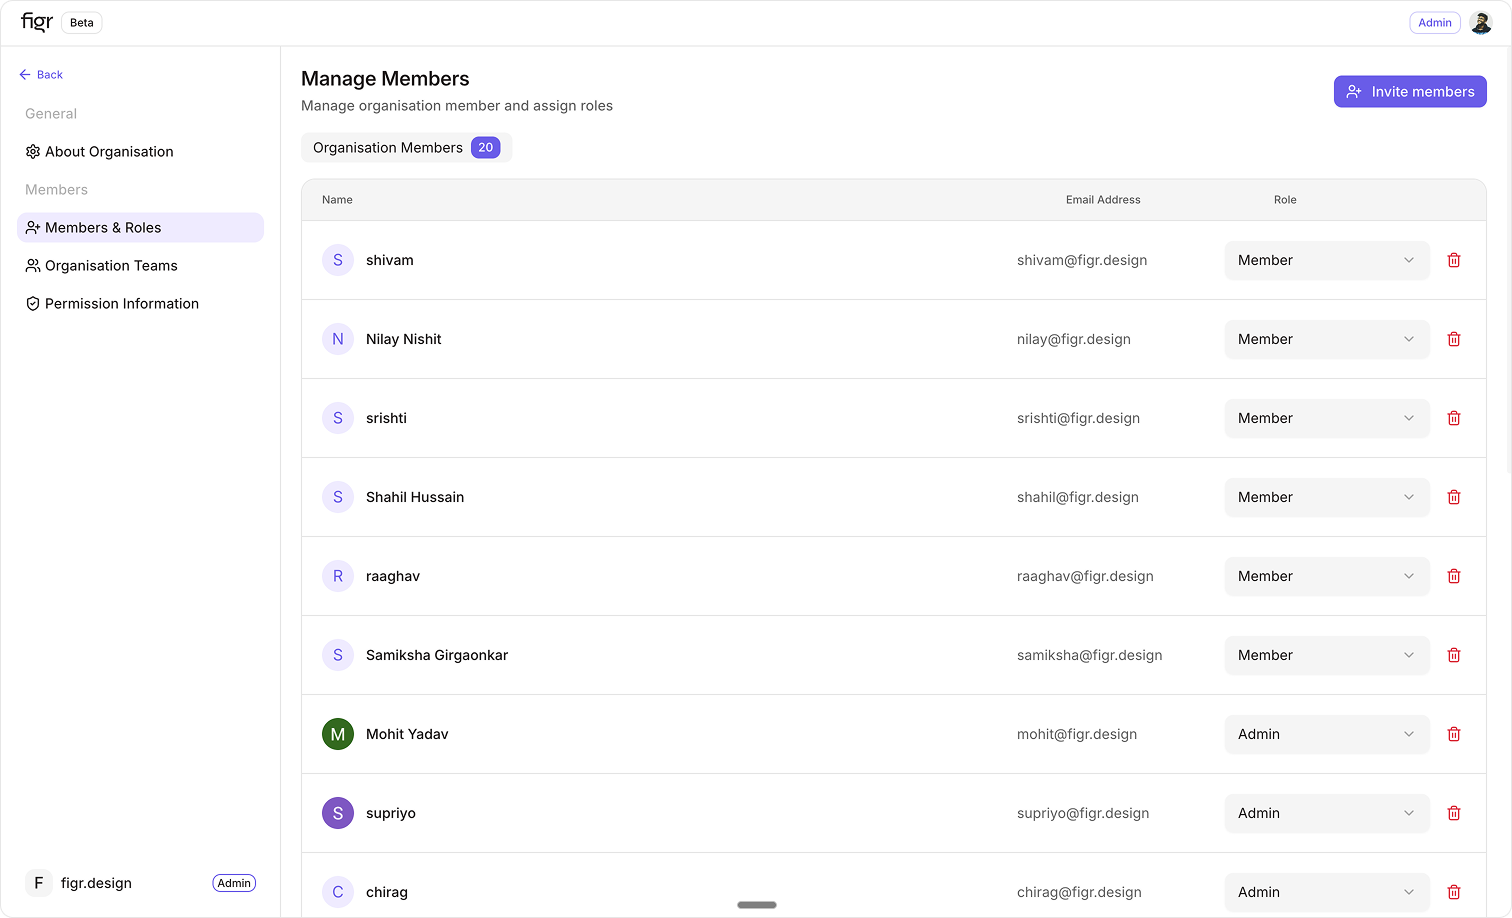 figr Beta Admin
Back
General
About Organisation
Members
Members & Roles
Organisation Teams
Permission Information
F figr.design Admin
Manage Members
Manage organisation member and assign roles
Invite members
Organisation Members 20
Name Email Address Role
S shivam shivam@figr.design Member
N Nilay Nishit nilay@figr.design Member
S srishti srishti@figr.design Member
S Shahil Hussain shahil@figr.design Member
R raaghav raaghav@figr.design Member
S Samiksha Girgaonkar samiksha@figr.design Member
M Mohit Yadav mohit@figr.design Admin
S supriyo supriyo@figr.design Admin
C chirag chirag@figr.design Admin